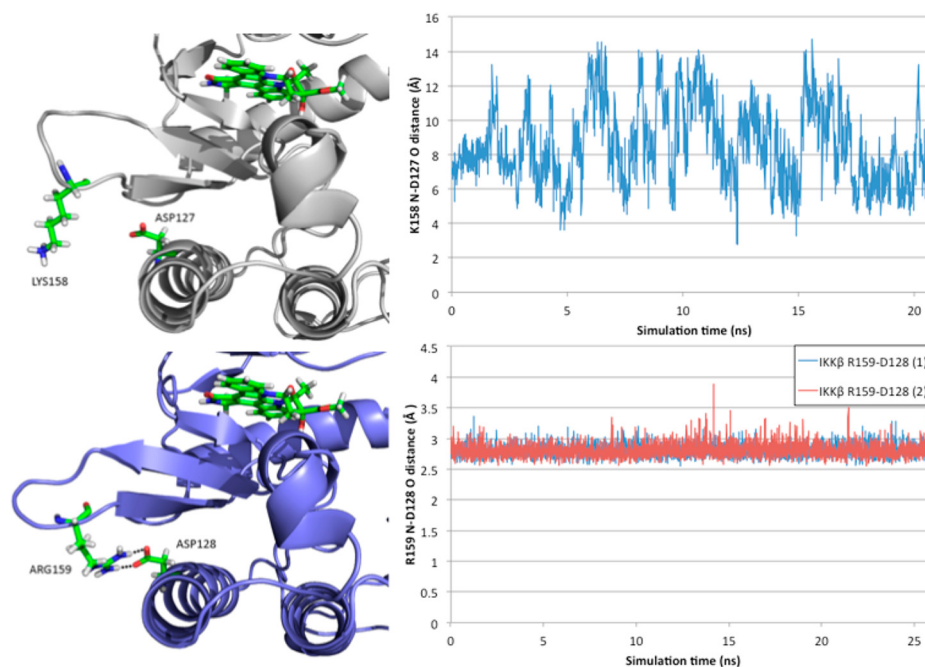 ASP127
LYS158
K158 N-D127 O distance (Å)
16
14
12
10
8
6
4
2
0
0 5 10 15 20
Simulation time (ns)
ARG159
ASP128
R159 N-D128 O distance (Å)
4.5
4
3.5
3
2.5
2
1.5
1
0.5
0
IKKβ R159-D128 (1)
IKKβ R159-D128 (2)
0 5 10 15 20 25
Simulation time (ns)